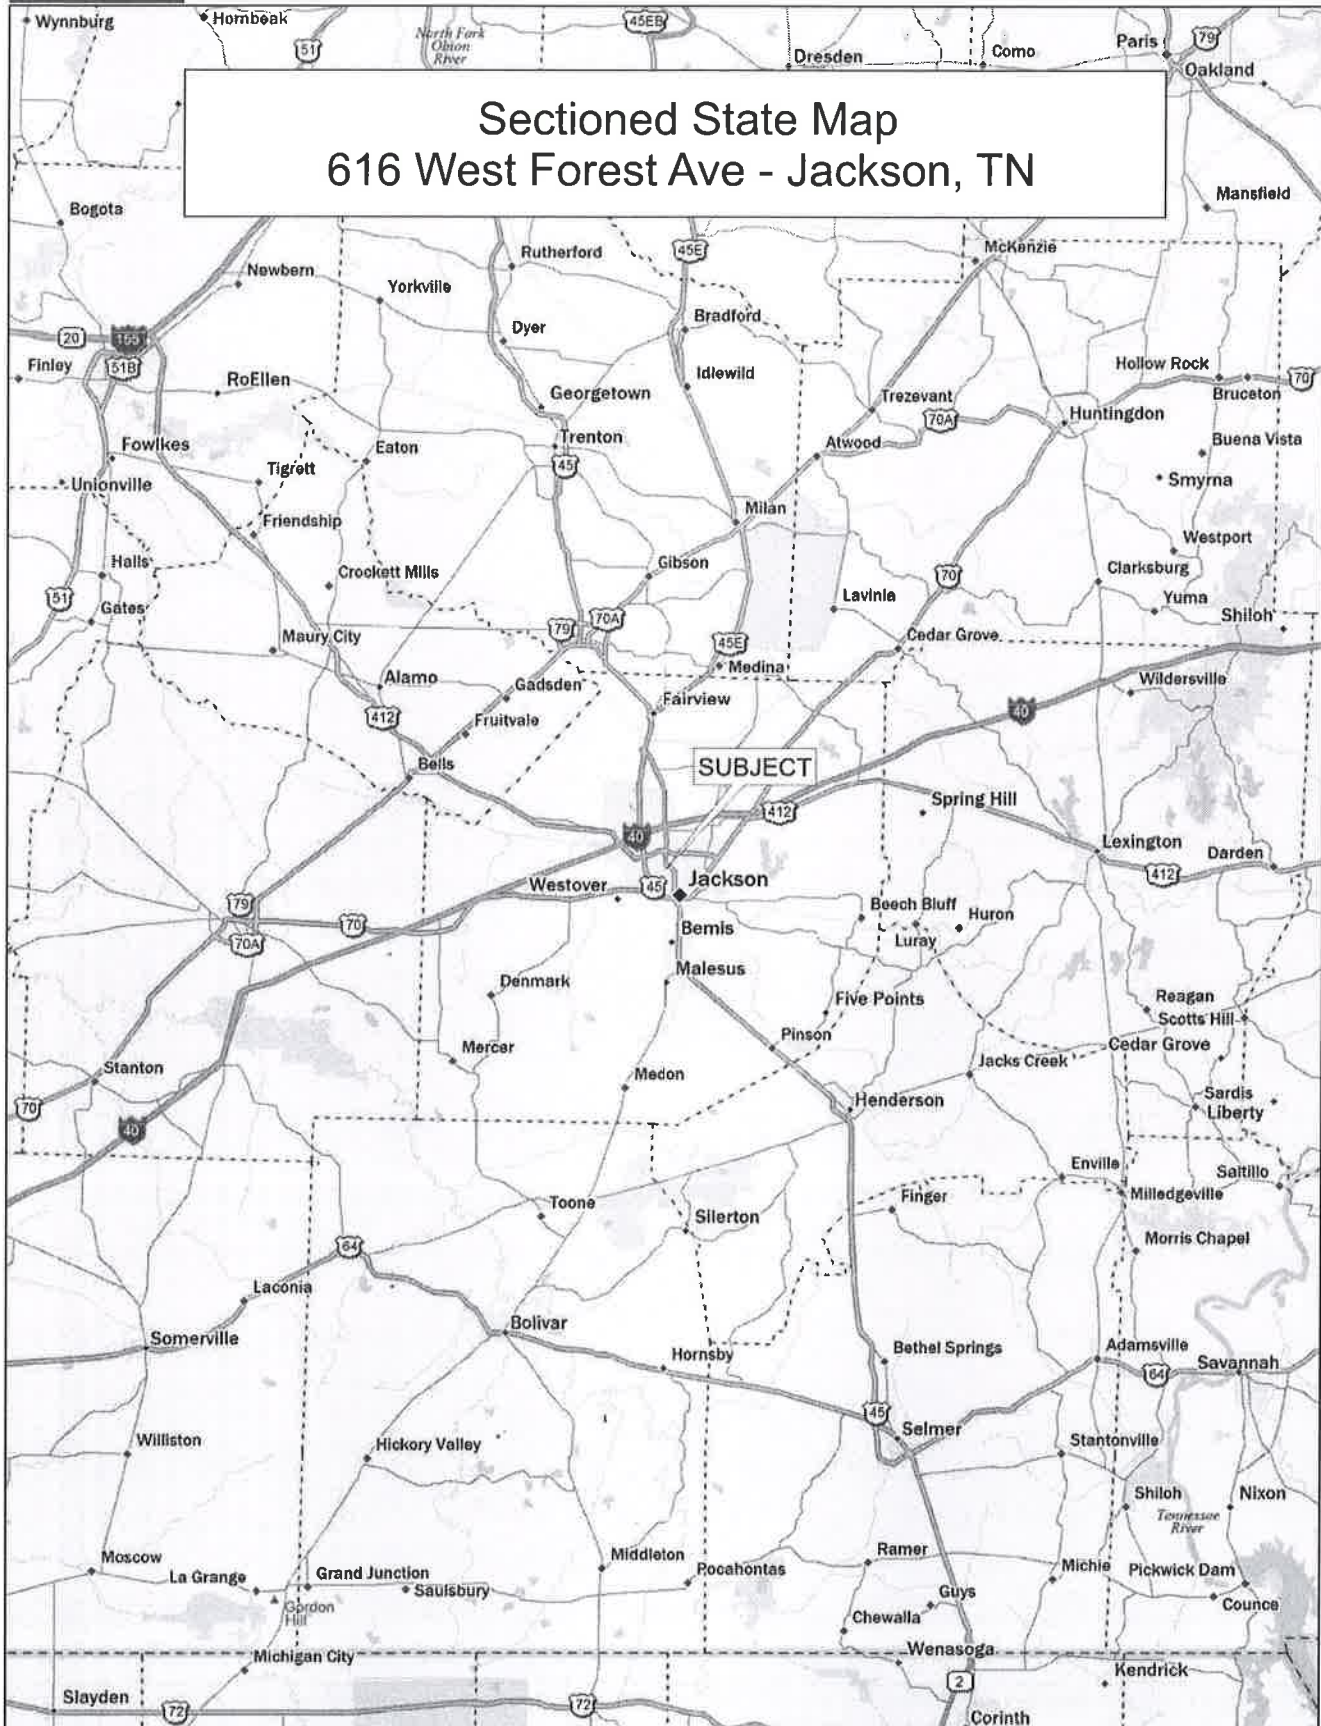 Wynnburg
Hornbeak
51
North Fork
Obion
River
45EB
Dresden
Como
Paris
79
Oakland
Sectioned State Map
616 West Forest Ave - Jackson, TN
Bogota
Mansfield
Newbern
Yorkville
Rutherford
45E
McKenzie
20
155
51B
Dyer
Bradford
Finley
RoEllen
Georgetown
Idlewild
Hollow Rock
70
Bruceton
Trezevant
70A
Huntingdon
Fowlkes
Tigrett
Eaton
Trenton
45
Atwood
Buena Vista
Unionville
Smyrna
Friendship
Milan
Westport
Halls
Crockett Mills
Gibson
70
Clarksburg
51
Gates
Lavinia
Yuma
Shiloh
Maury City
79
70A
45E
Cedar Grove
Medina
Alamo
Gadsden
Wildersville
412
Fruitvale
Fairview
40
Bells
SUBJECT
Spring Hill
412
40
Lexington
Darden
412
Westover
45
Jackson
79
70
70A
Beech Bluff
Huron
Luray
Bemis
Malesus
Denmark
Five Points
Reagan
Scotts Hill
Pinson
Cedar Grove
Mercer
Jacks Creek
Stanton
Medon
Sardis
70
40
Henderson
Liberty
Enville
Saltillo
Toone
Finger
Milledgeville
Silerton
Morris Chapel
64
Laconia
Somerville
Bolivar
Hornsby
Bethel Springs
Adamsville
64
Savannah
45
Selmer
Williston
Hickory Valley
Stantonville
Shiloh
Nixon
Tennessee
River
Moscow
La Grange
Grand Junction
Saulsbury
Middleton
Pocahontas
Ramer
Michie
Pickwick Dam
Gordon
Hill
Guys
Counce
Chewalla
Michigan City
Wenasoga
Kendrick
Slayden
72
72
2
Corinth